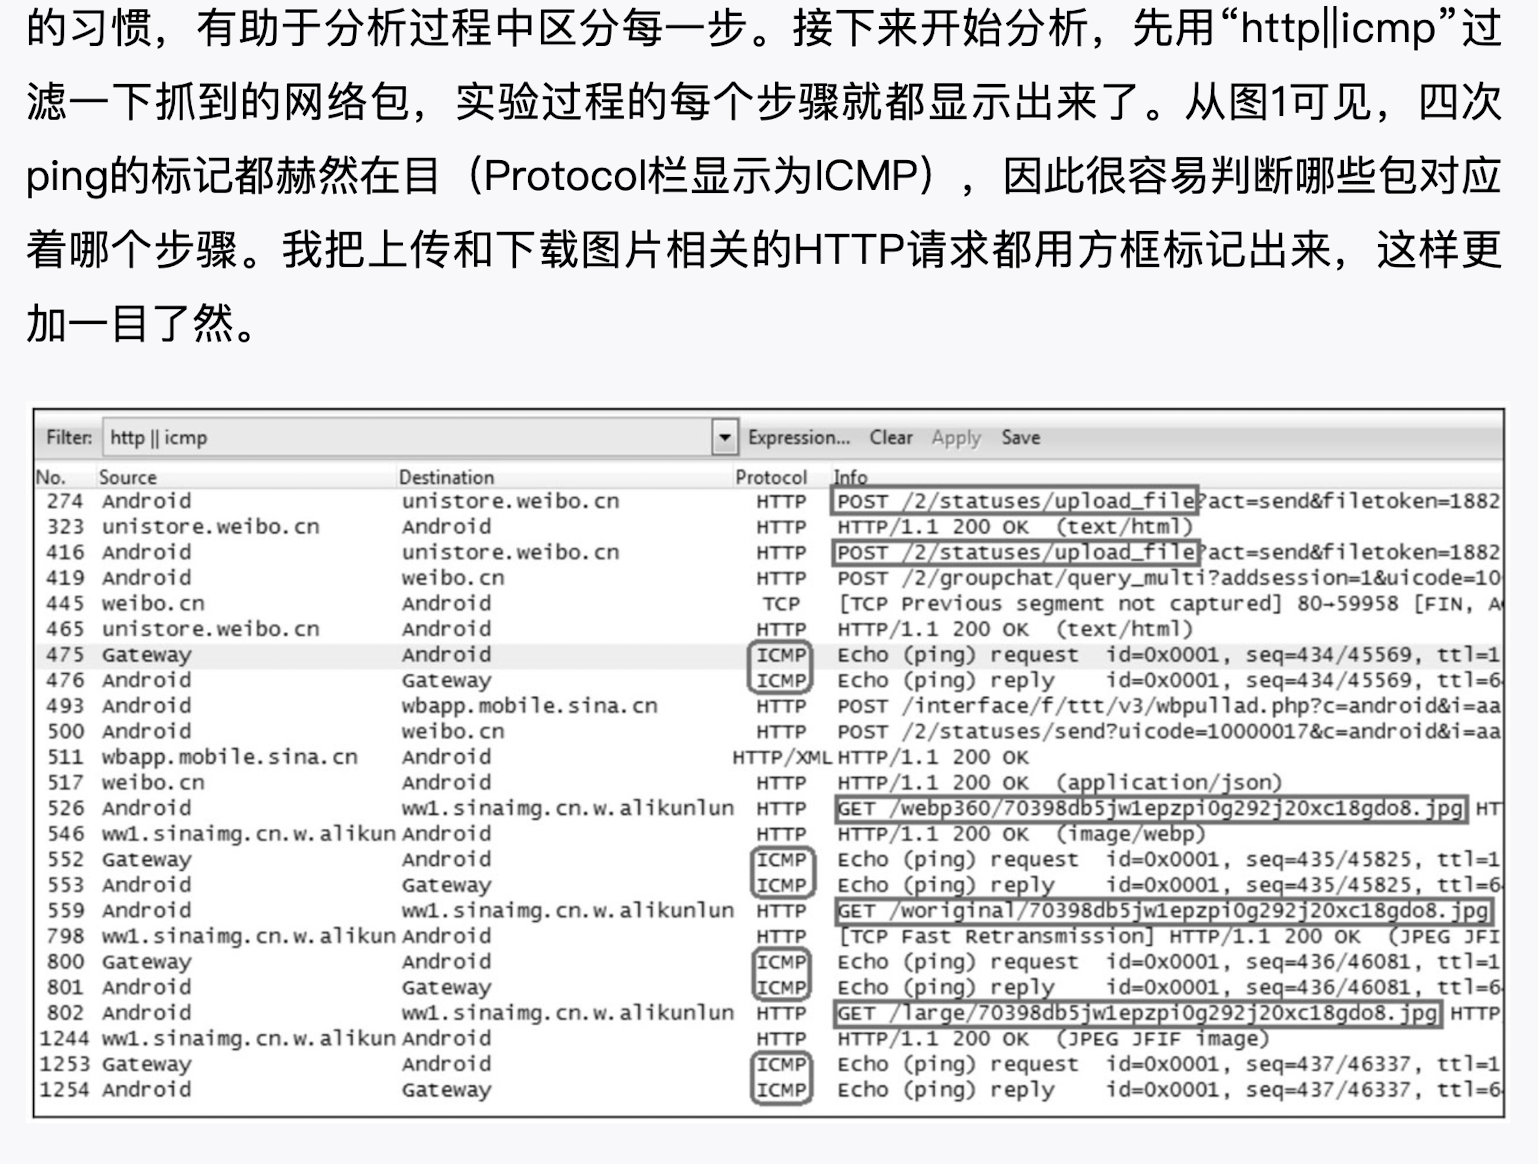 的习惯，有助于分析过程中区分每一步。接下来开始分析，先用“http||icmp”过
滤一下抓到的网络包，实验过程的每个步骤就都显示出来了。从图1可见，四次
ping的标记都赫然在目（Protocol栏显示为ICMP），因此很容易判断哪些包对应
着哪个步骤。我把上传和下载图片相关的HTTP请求都用方框标记出来，这样更
加一目了然。
Filter: http || icmp Expression... Clear Apply Save
No. Source Destination Protocol Info
274 Android unistore.weibo.cn HTTP POST /2/statuses/upload_file?act=send&filetoken=1882
323 unistore.weibo.cn Android HTTP HTTP/1.1 200 OK (text/html)
416 Android unistore.weibo.cn HTTP POST /2/statuses/upload_file?act=send&filetoken=1882
419 Android weibo.cn HTTP POST /2/groupchat/query_multi?addsession=1&uicode=10
445 weibo.cn Android TCP [TCP Previous segment not captured] 80→59958 [FIN, A
465 unistore.weibo.cn Android HTTP HTTP/1.1 200 OK (text/html)
475 Gateway Android ICMP Echo (ping) request id=0x0001, seq=434/45569, ttl=1
476 Android Gateway ICMP Echo (ping) reply id=0x0001, seq=434/45569, ttl=6
493 Android wbapp.mobile.sina.cn HTTP POST /interface/f/ttt/v3/wbpullad.php?c=android&i=aa
500 Android weibo.cn HTTP POST /2/statuses/send?uicode=10000017&c=android&i=aa
511 wbapp.mobile.sina.cn Android HTTP/XML HTTP/1.1 200 OK
517 weibo.cn Android HTTP HTTP/1.1 200 OK (application/json)
526 Android ww1.sinaimg.cn.w.alikunlun HTTP GET /webp360/70398db5jw1epzpi0g292j20xc18gdo8.jpg HT
546 ww1.sinaimg.cn.w.alikun Android HTTP HTTP/1.1 200 OK (image/webp)
552 Gateway Android ICMP Echo (ping) request id=0x0001, seq=435/45825, ttl=1
553 Android Gateway ICMP Echo (ping) reply id=0x0001, seq=435/45825, ttl=6
559 Android ww1.sinaimg.cn.w.alikunlun HTTP GET /woriginal/70398db5jw1epzpi0g292j20xc18gdo8.jpg
798 ww1.sinaimg.cn.w.alikun Android HTTP [TCP Fast Retransmission] HTTP/1.1 200 OK (JPEG JFI
800 Gateway Android ICMP Echo (ping) request id=0x0001, seq=436/46081, ttl=1
801 Android Gateway ICMP Echo (ping) reply id=0x0001, seq=436/46081, ttl=6
802 Android ww1.sinaimg.cn.w.alikunlun HTTP GET /large/70398db5jw1epzpi0g292j20xc18gdo8.jpg HTTP
1244 ww1.sinaimg.cn.w.alikun Android HTTP HTTP/1.1 200 OK (JPEG JFIF image)
1253 Gateway Android ICMP Echo (ping) request id=0x0001, seq=437/46337, ttl=1
1254 Android Gateway ICMP Echo (ping) reply id=0x0001, seq=437/46337, ttl=6